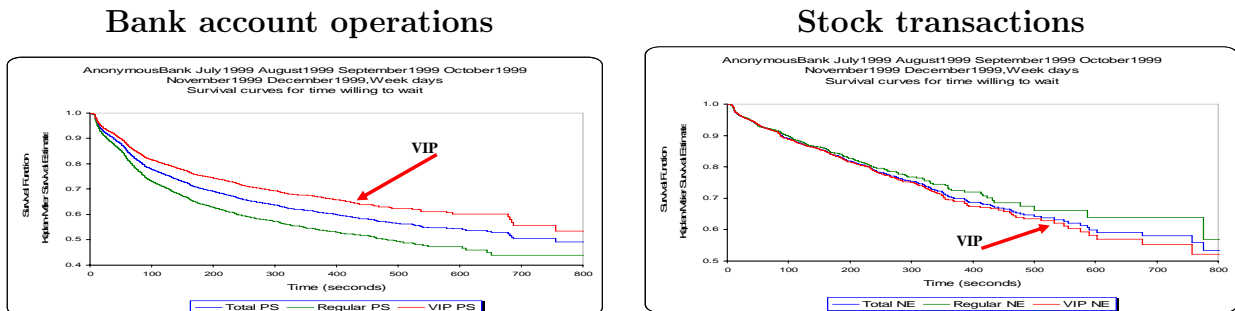 Bank account operations
AnonymousBank July1999 August1999 September1999 October1999
November1999 December1999,Week days
Survival curves for time willing to wait
Survival Function
Kaplan-Meier Survival Estimate
1.0
0.9
0.8
0.7
0.6
0.5
0.4
VIP
0 100 200 300 400 500 600 700 800
Time (seconds)
Total PS Regular PS VIP PS
Stock transactions
AnonymousBank July1999 August1999 September1999 October1999
November1999 December1999,Week days
Survival curves for time willing to wait
Survival Function
Kaplan-Meier Survival Estimate
1.0
0.9
0.8
0.7
0.6
0.5
VIP
0 100 200 300 400 500 600 700 800
Time (seconds)
Total NE Regular NE VIP NE